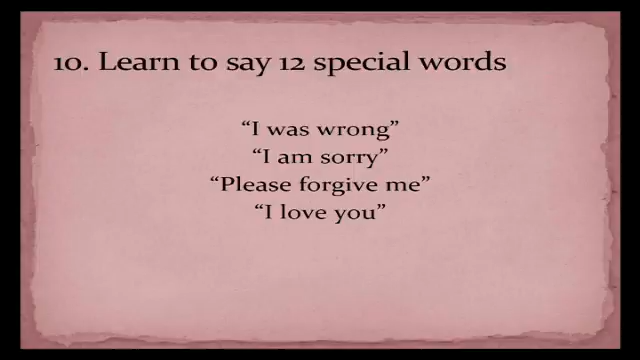 10. Learn to say 12 special words
“I was wrong”
“I am sorry”
“Please forgive me”
“I love you”